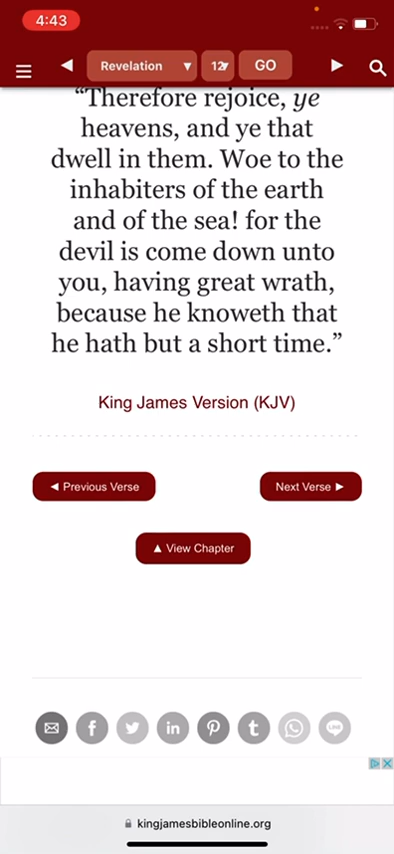 4:43
Revelation ▼ 12▼ GO
“Therefore rejoice, ye
heavens, and ye that
dwell in them. Woe to the
inhabiters of the earth
and of the sea! for the
devil is come down unto
you, having great wrath,
because he knoweth that
he hath but a short time.”
King James Version (KJV)
◄ Previous Verse Next Verse ►
▲ View Chapter
f in t LINE
kingjamesbibleonline.org